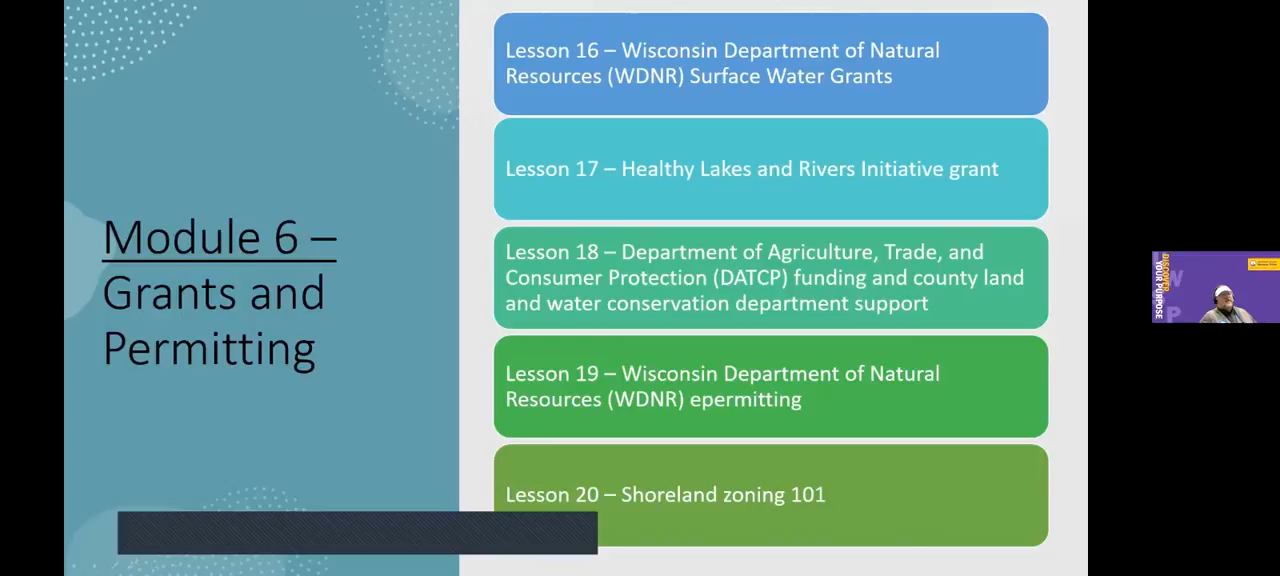 Module 6 –
Grants and
Permitting
Lesson 16 – Wisconsin Department of Natural
Resources (WDNR) Surface Water Grants
Lesson 17 – Healthy Lakes and Rivers Initiative grant
Lesson 18 – Department of Agriculture, Trade, and
Consumer Protection (DATCP) funding and county land
and water conservation department support
Lesson 19 – Wisconsin Department of Natural
Resources (WDNR) epermitting
Lesson 20 – Shoreland zoning 101
DISCOVER
YOUR PURPOSE
W
P